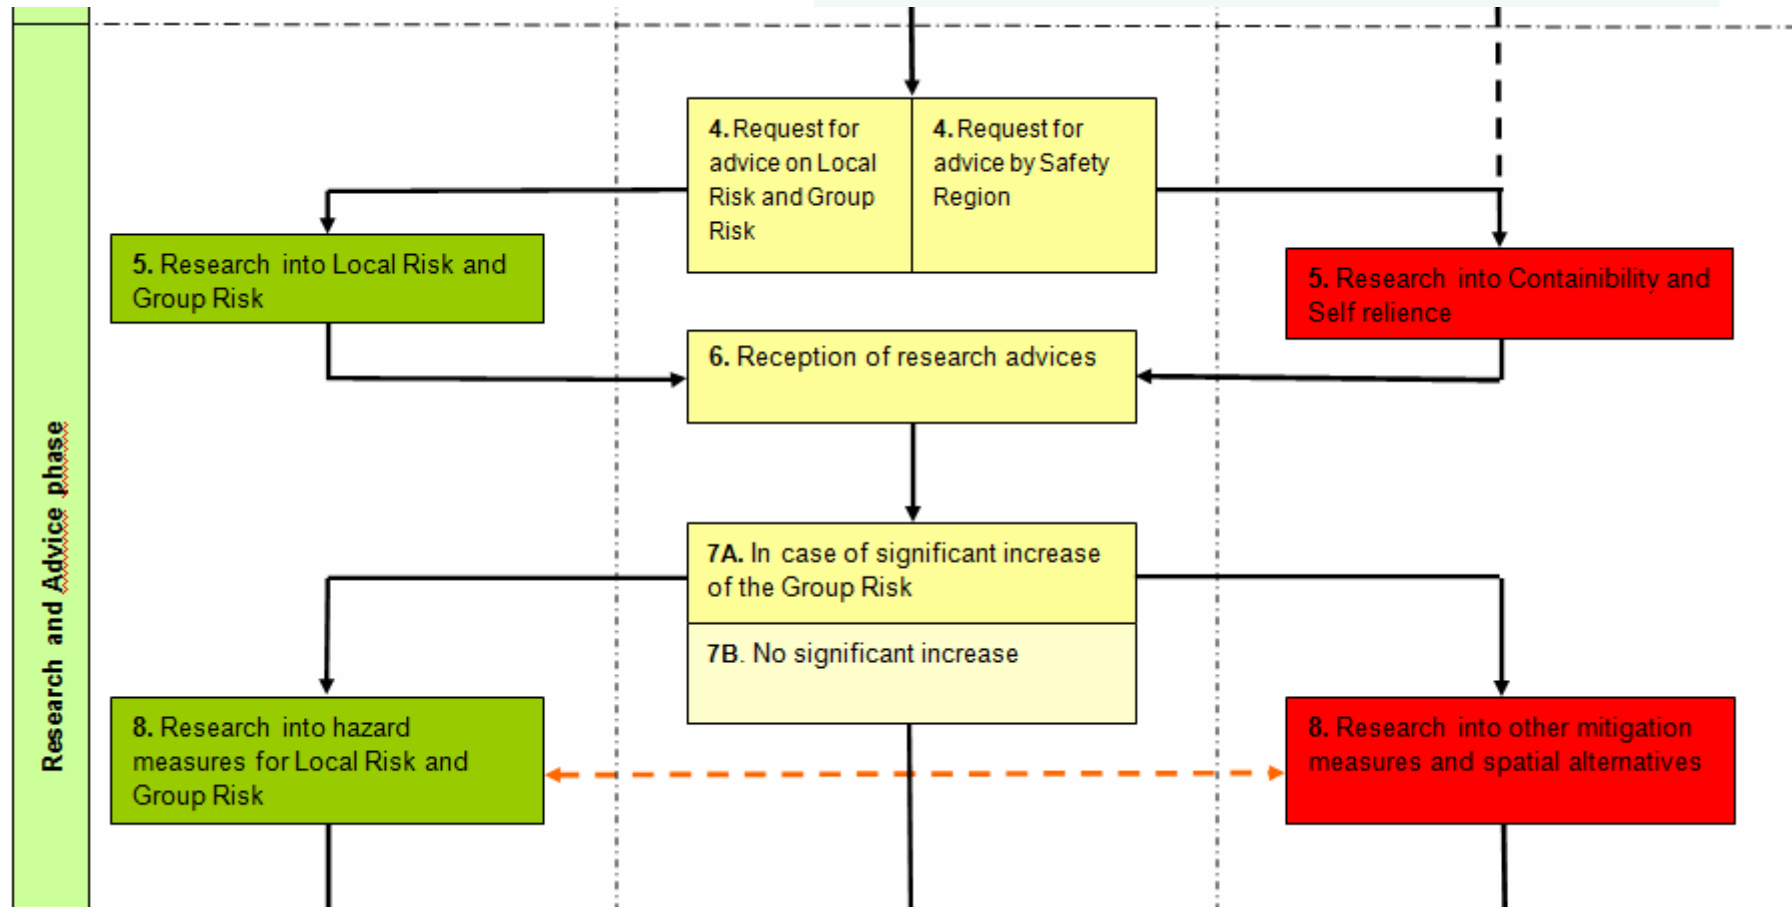 4. Request for
advice on Local
Risk and Group
Risk
4. Request for
advice by Safety
Region
5. Research into Local Risk and
Group Risk
5. Research into Containibility and
Self relience
6. Reception of research advices
Research and Advice phase
7A. In case of significant increase
of the Group Risk
7B. No significant increase
8. Research into hazard
measures for Local Risk and
Group Risk
8. Research into other mitigation
measures and spatial alternatives